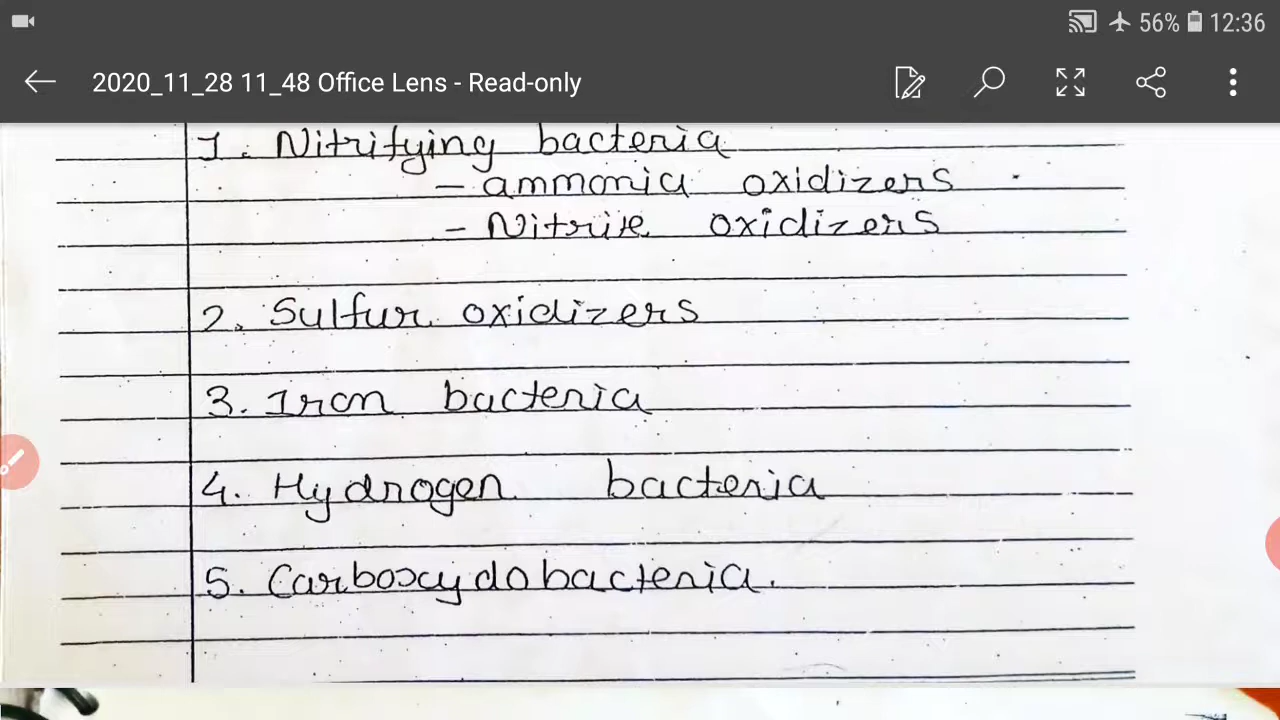 56% 12:36
2020_11_28 11_48 Office Lens - Read-only
1. Nitrifying bacteria
- ammonia oxidizers
- Nitrite oxidizers
2. Sulfur oxidizers
3. Iron bacteria
4. Hydrogen bacteria
5. Carboxydobacteria.